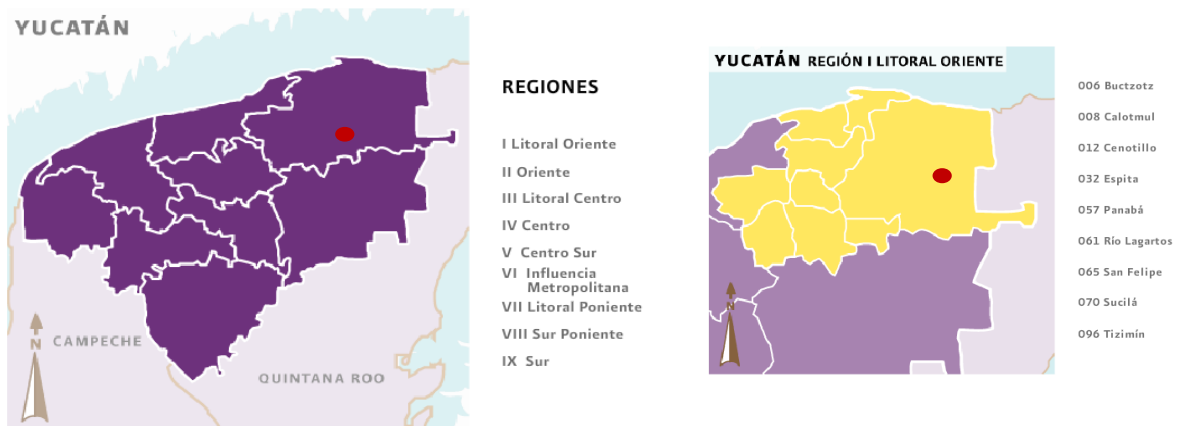 YUCATÁN
CAMPECHE
N
QUINTANA ROO
REGIONES
I Litoral Oriente
II Oriente
III Litoral Centro
IV Centro
V Centro Sur
VI Influencia
Metropolitana
VII Litoral Poniente
VIII Sur Poniente
IX Sur
YUCATÁN REGIÓN I LITORAL ORIENTE
N
006 Buctzotz
008 Calotmul
012 Cenotillo
032 Espita
057 Panabá
061 Río Lagartos
065 San Felipe
070 Sucilá
096 Tizimín